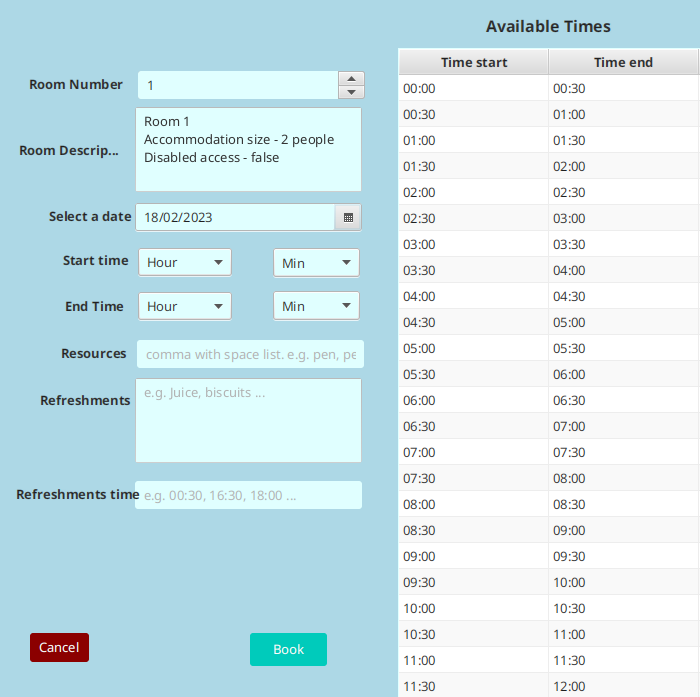 Available Times
Room Number 1
Room Descrip...
Room 1
Accommodation size - 2 people
Disabled access - false
Select a date 18/02/2023
Start time Hour Min
End Time Hour Min
Resources comma with space list. e.g. pen, pe
Refreshments e.g. Juice, biscuits ...
Refreshments time e.g. 00:30, 16:30, 18:00 ...
Cancel Book
Time start Time end
00:00 00:30
00:30 01:00
01:00 01:30
01:30 02:00
02:00 02:30
02:30 03:00
03:00 03:30
03:30 04:00
04:00 04:30
04:30 05:00
05:00 05:30
05:30 06:00
06:00 06:30
06:30 07:00
07:00 07:30
07:30 08:00
08:00 08:30
08:30 09:00
09:00 09:30
09:30 10:00
10:00 10:30
10:30 11:00
11:00 11:30
11:30 12:00